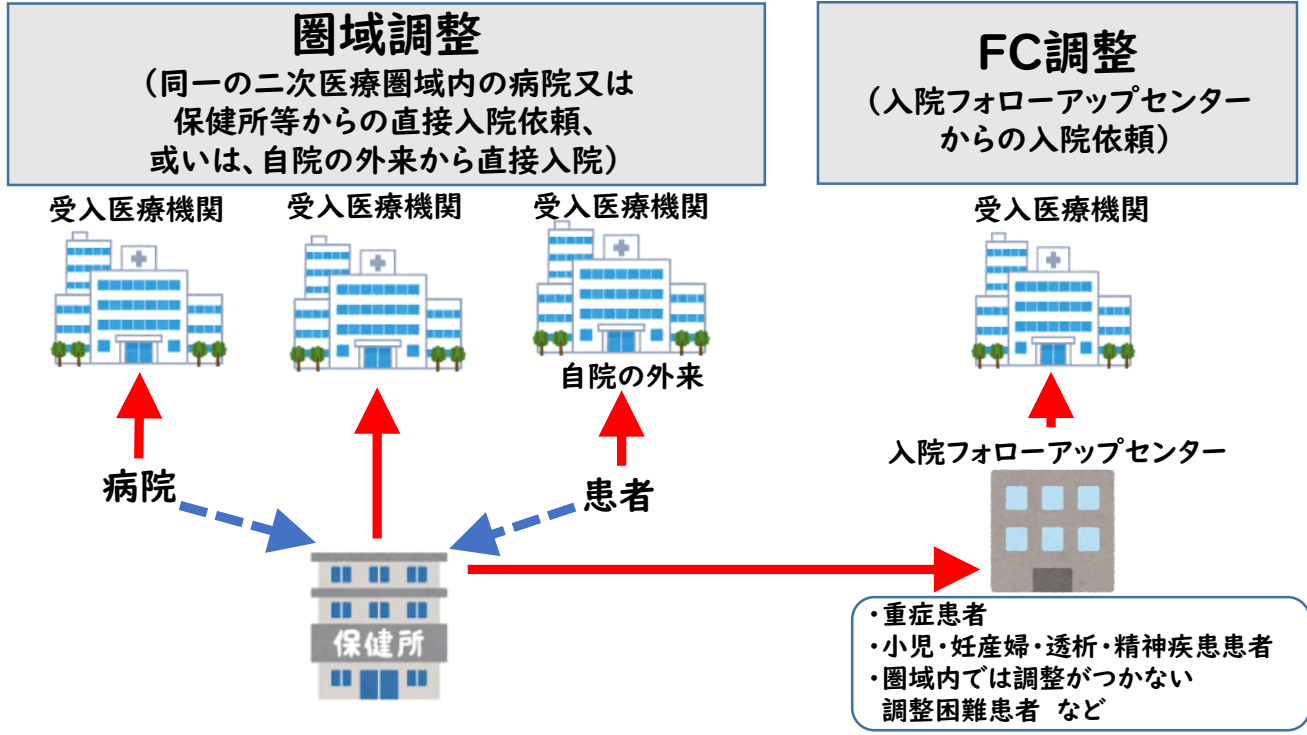 圏域調整
(同一の二次医療圏域内の病院又は
保健所等からの直接入院依頼、
或いは、自院の外来から直接入院)
FC調整
(入院フォローアップセンター
からの入院依頼)
受入医療機関
受入医療機関
受入医療機関
受入医療機関
自院の外来
病院
患者
入院フォローアップセンター
保健所
・重症患者
・小児・妊産婦・透析・精神疾患患者
・圏域内では調整がつかない
調整困難患者 など